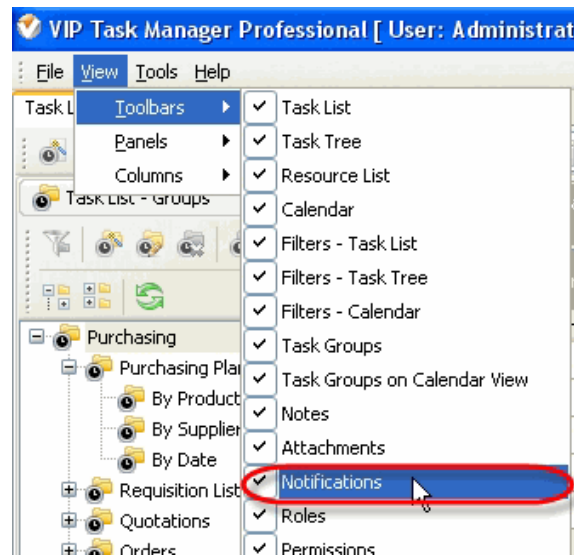 VIP Task Manager Professional [ User: Administrat
File View Tools Help
Task L
Toolbars
Panels
Columns
Task List - Groups
Task List
Task Tree
Resource List
Calendar
Filters - Task List
Filters - Task Tree
Filters - Calendar
Task Groups
Task Groups on Calendar View
Notes
Attachments
Notifications
Roles
Permissions
Purchasing
Purchasing Pla
By Product
By Supplier
By Date
Requisition List
Quotations
Orders